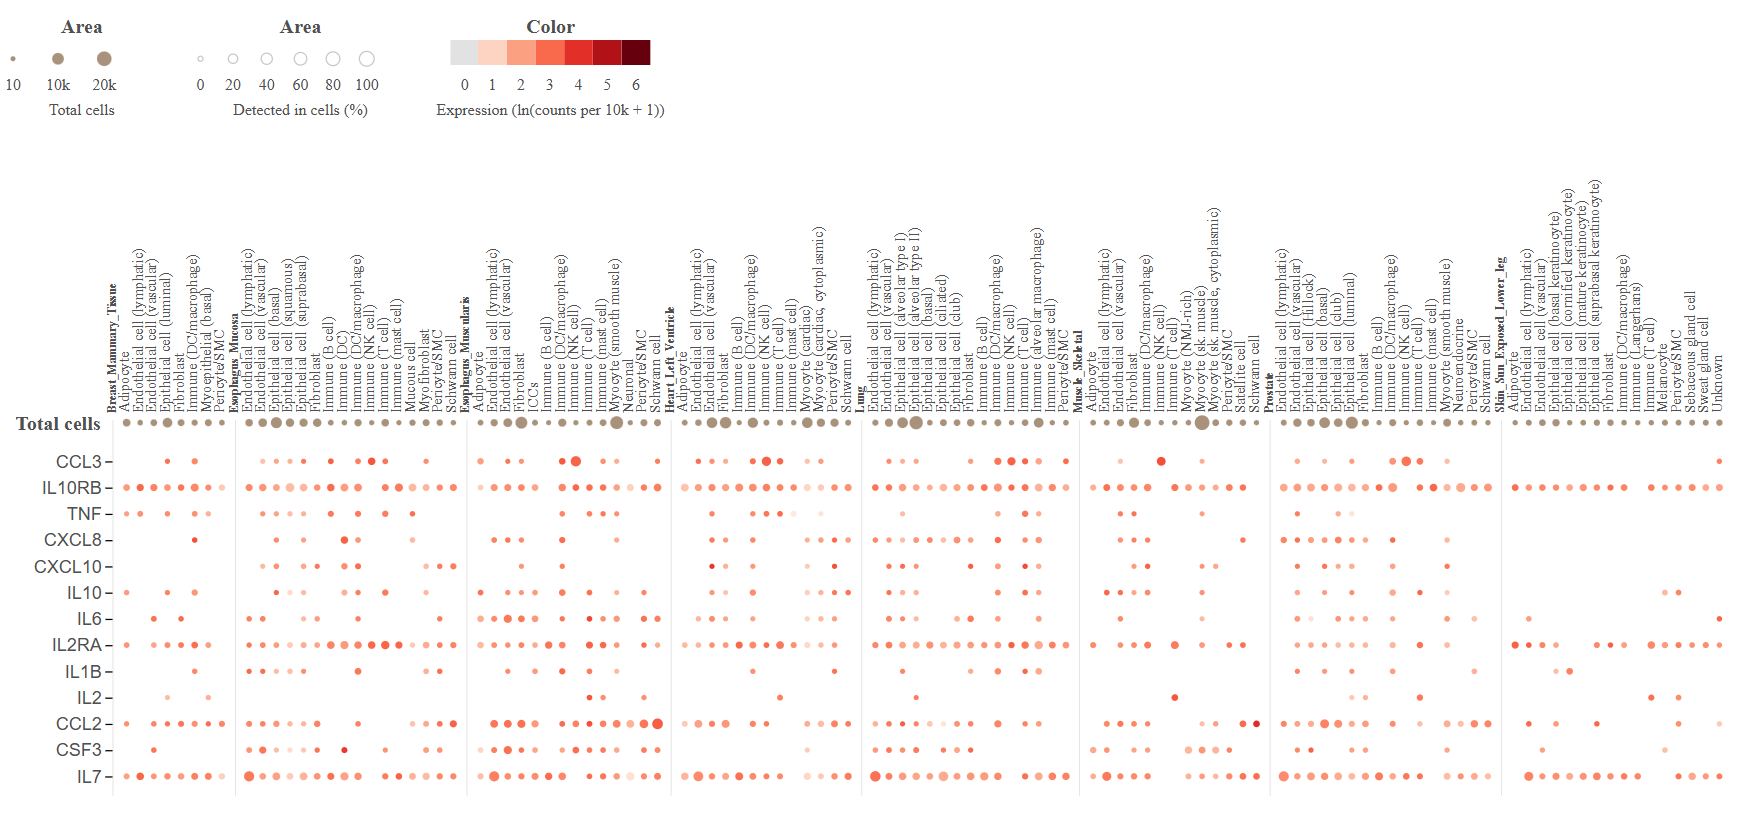 Area
Area
Color
10
10k
20k
0
20
40
60
80
100
0
1
2
3
4
5
6
Total cells
Detected in cells (%)
Expression (ln(counts per 10k + 1))
Breast_Mammary_Tissue
Adipocyte
Endothelial cell (lymphatic)
Endothelial cell (vascular)
Epithelial cell (luminal)
Fibroblast
Immune (DC/macrophage)
Myoepithelial (basal)
Pericyte/SMC
Esophagus_Mucosa
Endothelial cell (lymphatic)
Endothelial cell (vascular)
Epithelial cell (basal)
Epithelial cell (squamous)
Epithelial cell (suprabasal)
Fibroblast
Immune (B cell)
Immune (DC)
Immune (DC/macrophage)
Immune (NK cell)
Immune (T cell)
Immune (mast cell)
Mucous cell
Myofibroblast
Pericyte/SMC
Schwann cell
Esophagus_Muscularis
Adipocyte
Endothelial cell (lymphatic)
Endothelial cell (vascular)
Fibroblast
ICCs
Immune (B cell)
Immune (DC/macrophage)
Immune (NK cell)
Immune (T cell)
Immune (mast cell)
Myocyte (smooth muscle)
Neuronal
Pericyte/SMC
Schwann cell
Heart_Left_Ventricle
Adipocyte
Endothelial cell (lymphatic)
Endothelial cell (vascular)
Fibroblast
Immune (B cell)
Immune (DC/macrophage)
Immune (NK cell)
Immune (T cell)
Immune (mast cell)
Myocyte (cardiac)
Myocyte (cardiac, cytoplasmic)
Pericyte/SMC
Schwann cell
Lung
Endothelial cell (lymphatic)
Endothelial cell (vascular)
Epithelial cell (alveolar type I)
Epithelial cell (alveolar type II)
Epithelial cell (basal)
Epithelial cell (ciliated)
Epithelial cell (club)
Fibroblast
Immune (B cell)
Immune (DC/macrophage)
Immune (NK cell)
Immune (T cell)
Immune (alveolar macrophage)
Immune (mast cell)
Pericyte/SMC
Muscle_Skeletal
Adipocyte
Endothelial cell (lymphatic)
Endothelial cell (vascular)
Fibroblast
Immune (DC/macrophage)
Immune (NK cell)
Immune (T cell)
Myocyte (NMJ-rich)
Myocyte (sk. muscle)
Myocyte (sk. muscle, cytoplasmic)
Pericyte/SMC
Satellite cell
Schwann cell
Prostate
Endothelial cell (lymphatic)
Endothelial cell (vascular)
Epithelial cell (Hillock)
Epithelial cell (basal)
Epithelial cell (club)
Epithelial cell (luminal)
Fibroblast
Immune (B cell)
Immune (DC/macrophage)
Immune (NK cell)
Immune (T cell)
Immune (mast cell)
Myocyte (smooth muscle)
Neuroendocrine
Pericyte/SMC
Schwann cell
Skin_Sun_Exposed_Lower_leg
Adipocyte
Endothelial cell (lymphatic)
Endothelial cell (vascular)
Epithelial cell (basal keratinocyte)
Epithelial cell (cornified keratinocyte)
Epithelial cell (mature keratinocyte)
Epithelial cell (suprabasal keratinocyte)
Fibroblast
Immune (DC/macrophage)
Immune (Langerhans)
Immune (T cell)
Melanocyte
Pericyte/SMC
Sebaceous gland cell
Sweat gland cell
Unknown
Total cells
CCL3
IL10RB
TNF
CXCL8
CXCL10
IL10
IL6
IL2RA
IL1B
IL2
CCL2
CSF3
IL7